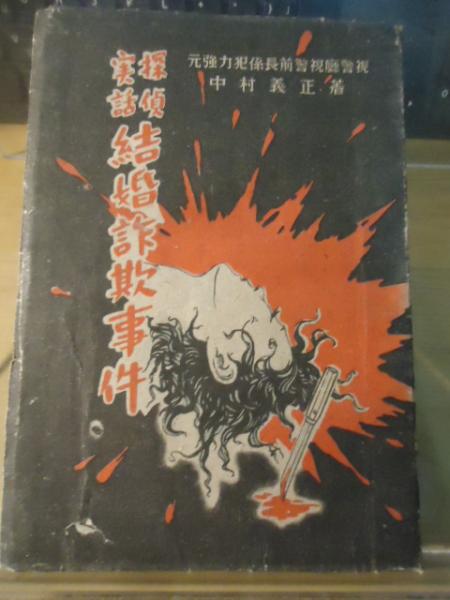 元強力犯係長前警視廳警視
中村義正著
探偵
実話
結婚詐欺事件